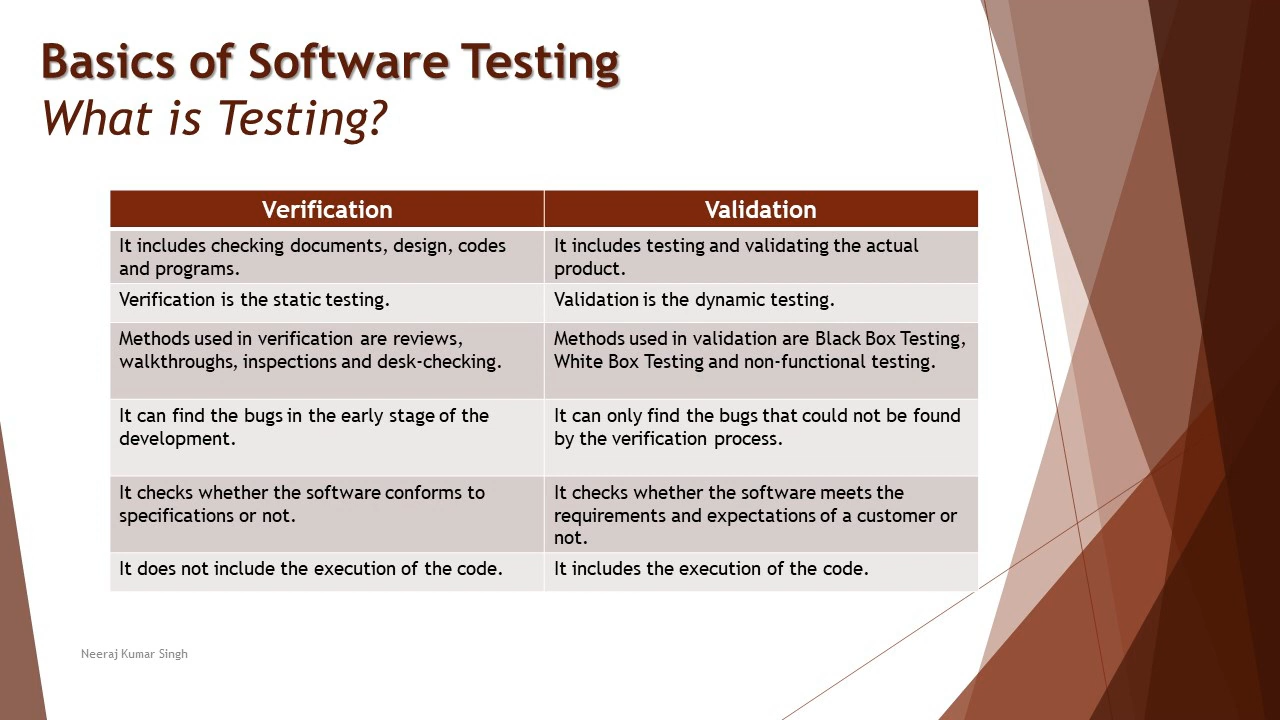 Basics of Software Testing
What is Testing?
Verification
Validation
It includes checking documents, design, codes
and programs.
It includes testing and validating the actual
product.
Verification is the static testing.
Validation is the dynamic testing.
Methods used in verification are reviews,
walkthroughs, inspections and desk-checking.
Methods used in validation are Black Box Testing,
White Box Testing and non-functional testing.
It can find the bugs in the early stage of the
development.
It can only find the bugs that could not be found
by the verification process.
It checks whether the software conforms to
specifications or not.
It checks whether the software meets the
requirements and expectations of a customer or
not.
It does not include the execution of the code.
It includes the execution of the code.
Neeraj Kumar Singh